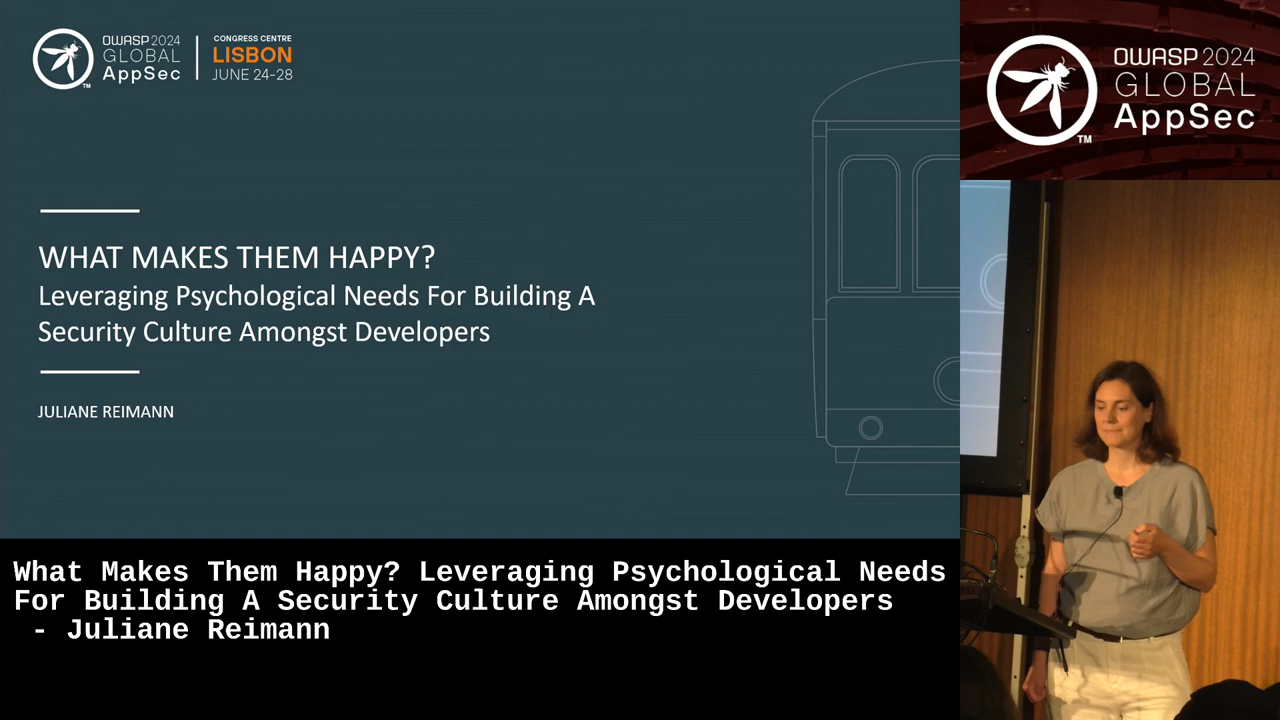 OWASP 2024
GLOBAL
AppSec
TM
CONGRESS CENTRE
LISBON
JUNE 24-28
WHAT MAKES THEM HAPPY?
Leveraging Psychological Needs For Building A
Security Culture Amongst Developers
JULIANE REIMANN
What Makes Them Happy? Leveraging Psychological Needs
For Building A Security Culture Amongst Developers
- Juliane Reimann
OWASP 2024
GLOBAL
AppSec
TM